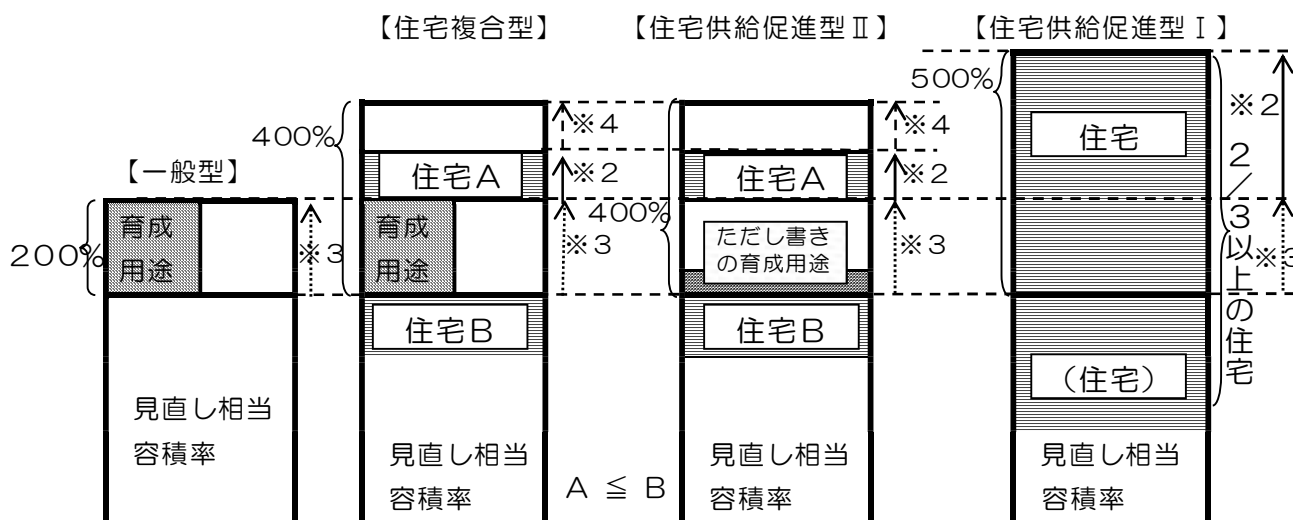 【住宅複合型】
【住宅供給促進型Ⅱ】
【住宅供給促進型Ⅰ】
500%
※2
※4
※4
400%
住宅
2/3以上の住宅
【一般型】
住宅A
※2
住宅A
※2
400%
育成
用途
200%
※3
育成
用途
※3
ただし書き
の育成用途
※3
※3
住宅B
住宅B
(住宅)
見直し相当
容積率
見直し相当
容積率
A ≦ B
見直し相当
容積率
見直し相当
容積率